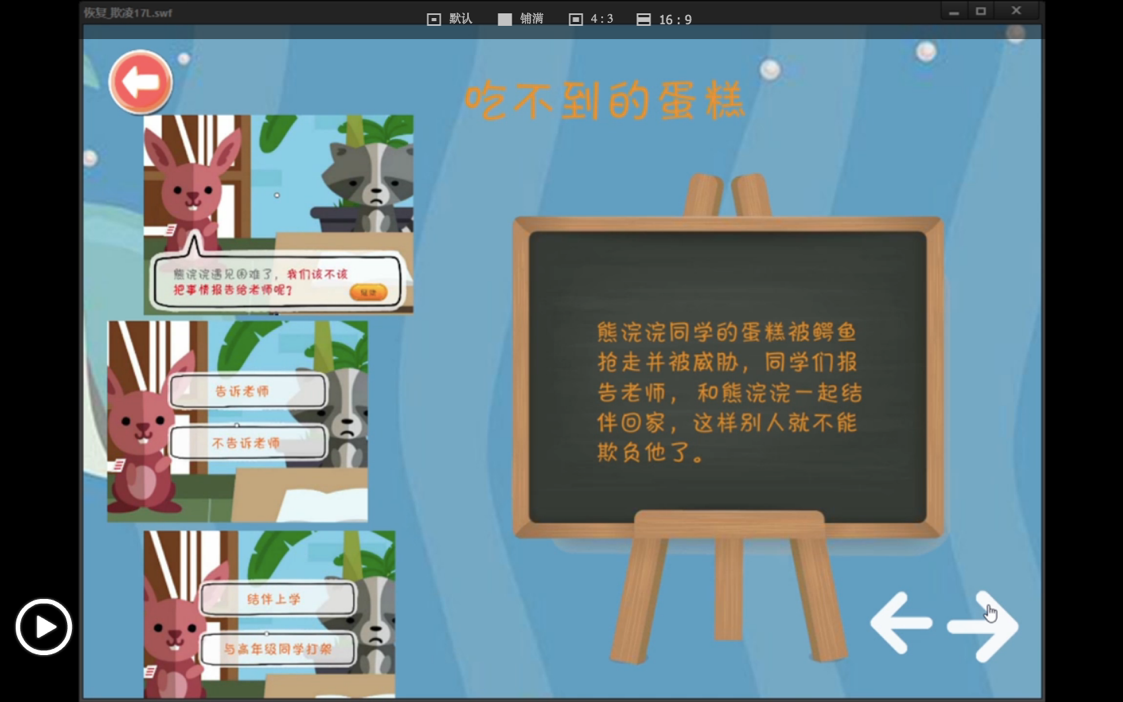 恢复_欺凌17L.swf
默认
铺满
4:3
16:9
吃不到的蛋糕
熊浣浣遇见困难了，我们该不该
把事情报告给老师呢？
告诉老师
不告诉老师
结伴上学
与高年级同学打架
熊浣浣同学的蛋糕被鳄鱼
抢走并被威胁，同学们报
告老师， 和熊浣浣一起结
伴回家，这样别人就不能
欺负他了。